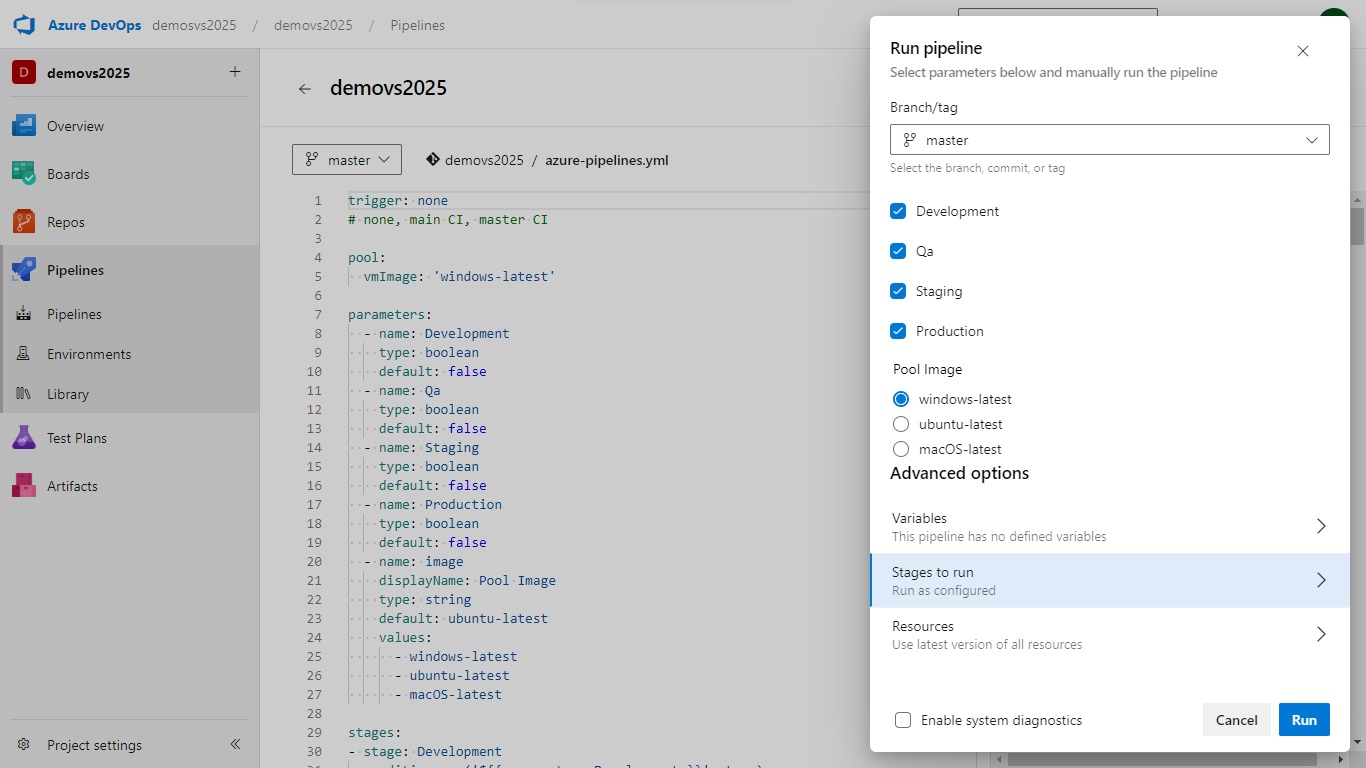 Azure DevOps demosvs2025 / demovs2025 / Pipelines
D demovs2025 +
Overview
Boards
Repos
Pipelines
Pipelines
Environments
Library
Test Plans
Artifacts
Project settings
demovs2025
master
demovs2025 / azure-pipelines.yml
1 trigger: none
2 # none, main CI, master CI
3
4 pool:
5 vmImage: 'windows-latest'
6
7 parameters:
8 - name: Development
9 type: boolean
10 default: false
11 - name: Qa
12 type: boolean
13 default: false
14 - name: Staging
15 type: boolean
16 default: false
17 - name: Production
18 type: boolean
19 default: false
20 - name: image
21 displayName: Pool Image
22 type: string
23 default: ubuntu-latest
24 values:
25 - windows-latest
26 - ubuntu-latest
27 - macOS-latest
28
29 stages:
30 - stage: Development
Run pipeline
Select parameters below and manually run the pipeline
Branch/tag
master
Select the branch, commit, or tag
Development
Qa
Staging
Production
Pool Image
windows-latest
ubuntu-latest
macOS-latest
Advanced options
Variables
This pipeline has no defined variables
Stages to run
Run as configured
Resources
Use latest version of all resources
Enable system diagnostics
Cancel
Run